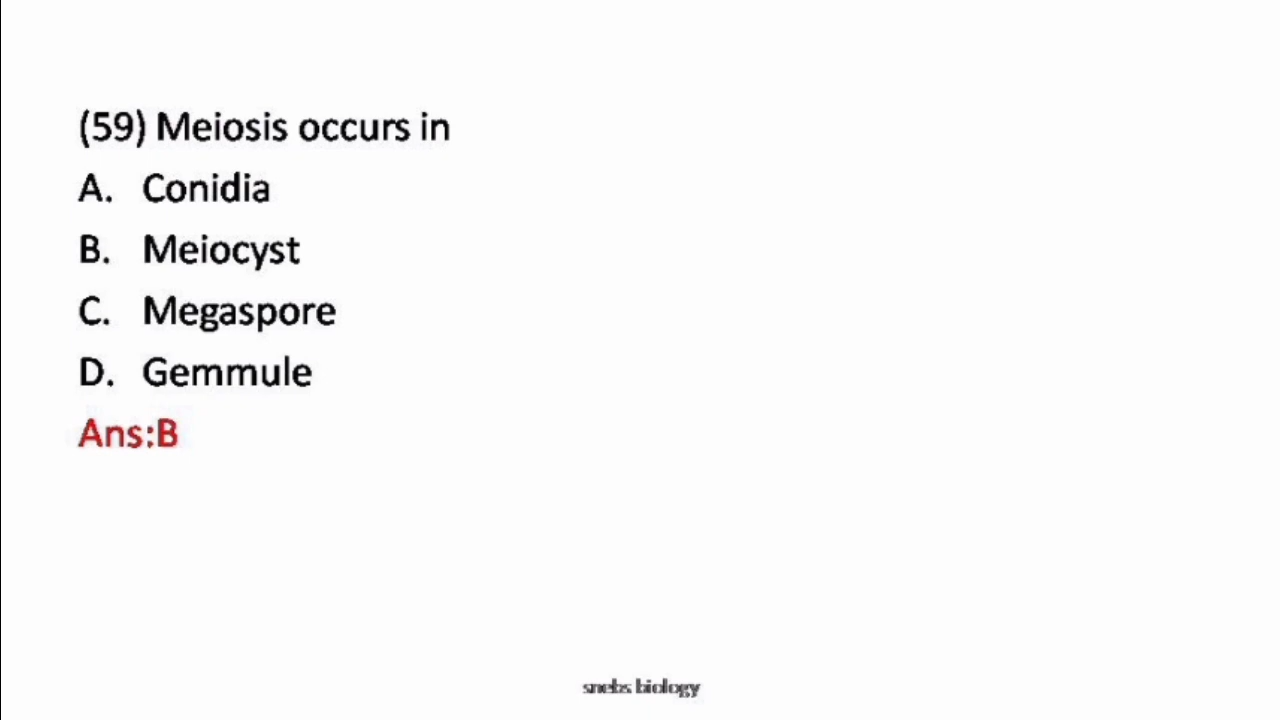 (59) Meiosis occurs in
A. Conidia
B. Meiocyst
C. Megaspore
D. Gemmule
Ans:B
snebs biology